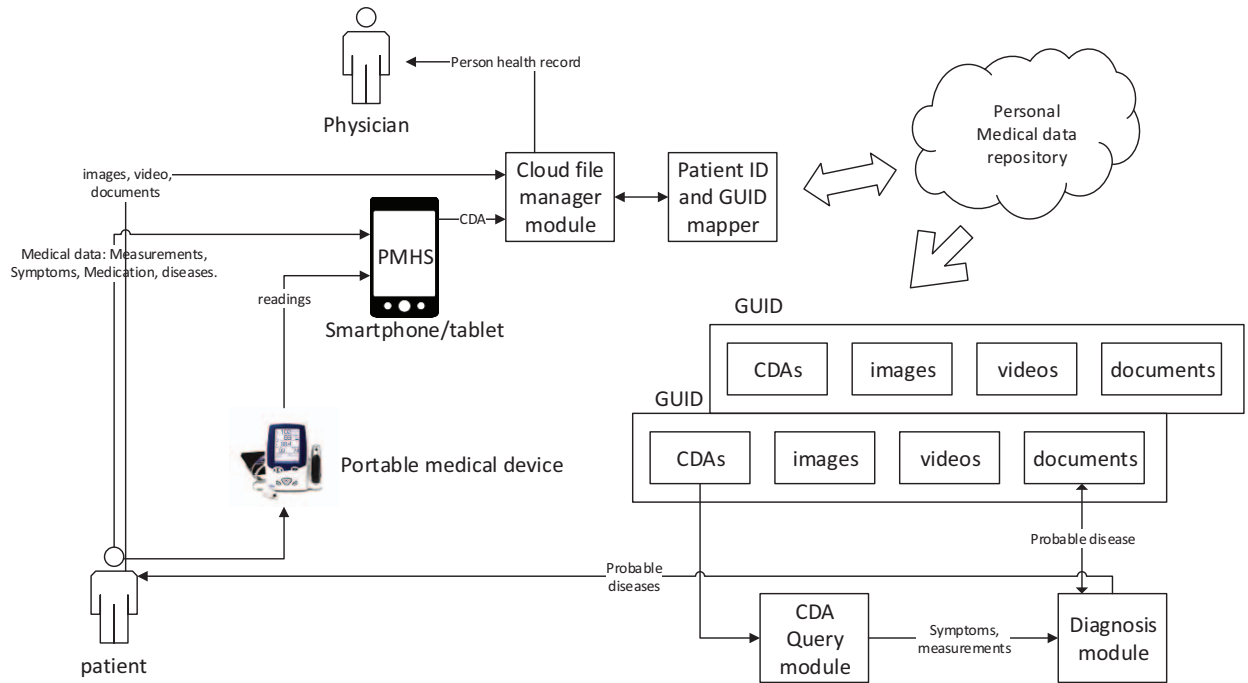 Person health record
Physician
Personal
Medical data
repository
images, video,
documents
Cloud file
manager
module
Patient ID
and GUID
mapper
CDA
PMHS
Medical data: Measurements,
Symptoms, Medication, diseases.
readings
Smartphone/tablet
GUID
CDAs
images
videos
documents
GUID
CDAs
images
videos
documents
Portable medical device
Probable disease
Probable
diseases
CDA
Query
module
Symptoms,
measurements
Diagnosis
module
patient